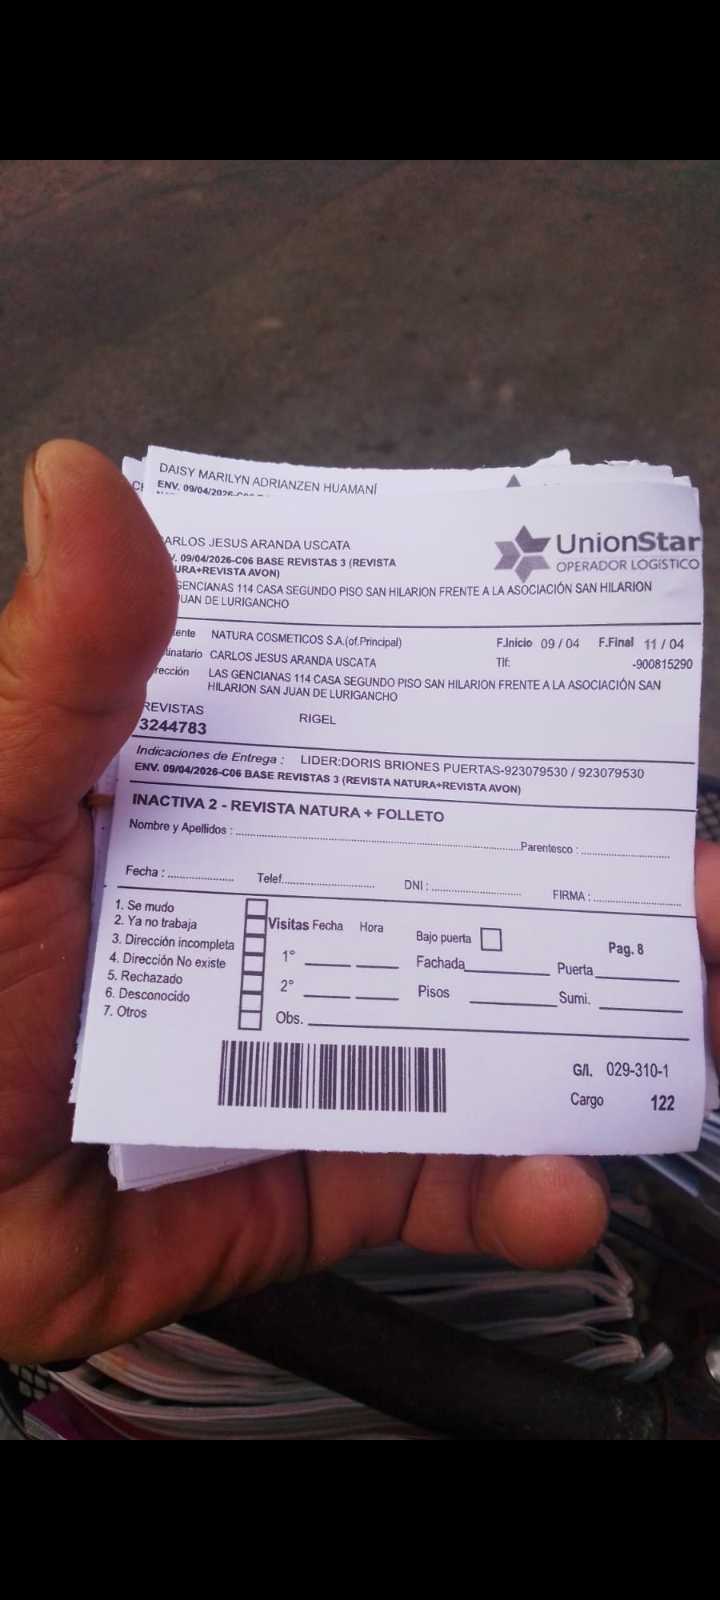 DAISY MARILYN ADRIANZEN HUAMANÍ
ENV. 09/04/2026-C06
CARLOS JESUS ARANDA USCATA
V. 09/04/2026-C06 BASE REVISTAS 3 (REVISTA
URA+REVISTA AVON)
GENCIANAS 114 CASA SEGUNDO PISO SAN HILARION FRENTE A LA ASOCIACIÓN SAN HILARION
JUAN DE LURIGANCHO
UnionStar
OPERADOR LOGÍSTICO
ente NATURA COSMETICOS S.A.(of.Principal) F.Inicio 09 / 04 F.Final 11 / 04
inatario CARLOS JESUS ARANDA USCATA Tlf: -900815290
rección LAS GENCIANAS 114 CASA SEGUNDO PISO SAN HILARION FRENTE A LA ASOCIACIÓN SAN
HILARION SAN JUAN DE LURIGANCHO
REVISTAS RIGEL
3244783
Indicaciones de Entrega : LIDER:DORIS BRIONES PUERTAS-923079530 / 923079530
ENV. 09/04/2026-C06 BASE REVISTAS 3 (REVISTA NATURA+REVISTA AVON)
INACTIVA 2 - REVISTA NATURA + FOLLETO
Nombre y Apellidos : Parentesco :
Fecha : Telef. DNI : FIRMA :
1. Se mudo
2. Ya no trabaja
3. Dirección incompleta
4. Dirección No existe
5. Rechazado
6. Desconocido
7. Otros
Visitas Fecha Hora Bajo puerta Pag. 8
1° Fachada Puerta
2° Pisos Sumi.
Obs.
G/I. 029-310-1
Cargo 122